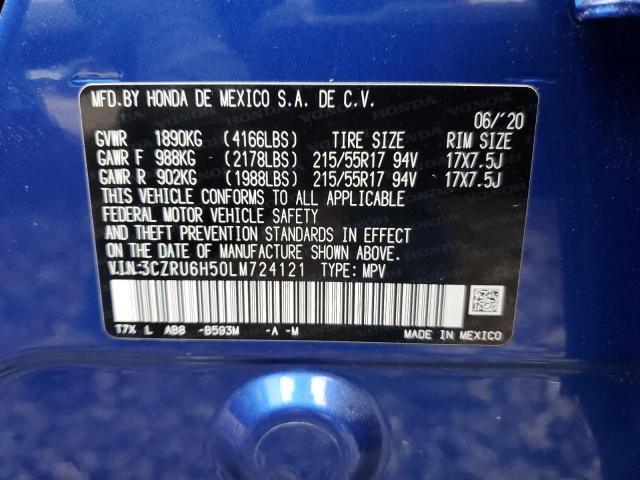 MFD.BY HONDA DE MEXICO S.A. DE C.V.
06/'20
GVWR 1890KG (4166LBS) TIRE SIZE RIM SIZE
GAWR F 988KG (2178LBS) 215/55R17 94V 17X7.5J
GAWR R 902KG (1988LBS) 215/55R17 94V 17X7.5J
THIS VEHICLE CONFORMS TO ALL APPLICABLE
FEDERAL MOTOR VEHICLE SAFETY
AND THEFT PREVENTION STANDARDS IN EFFECT
ON THE DATE OF MANUFACTURE SHOWN ABOVE.
V.I.N.:3CZRU6H50LM724121 TYPE: MPV
T7X L AB8 -B593M -A -M
MADE IN MEXICO